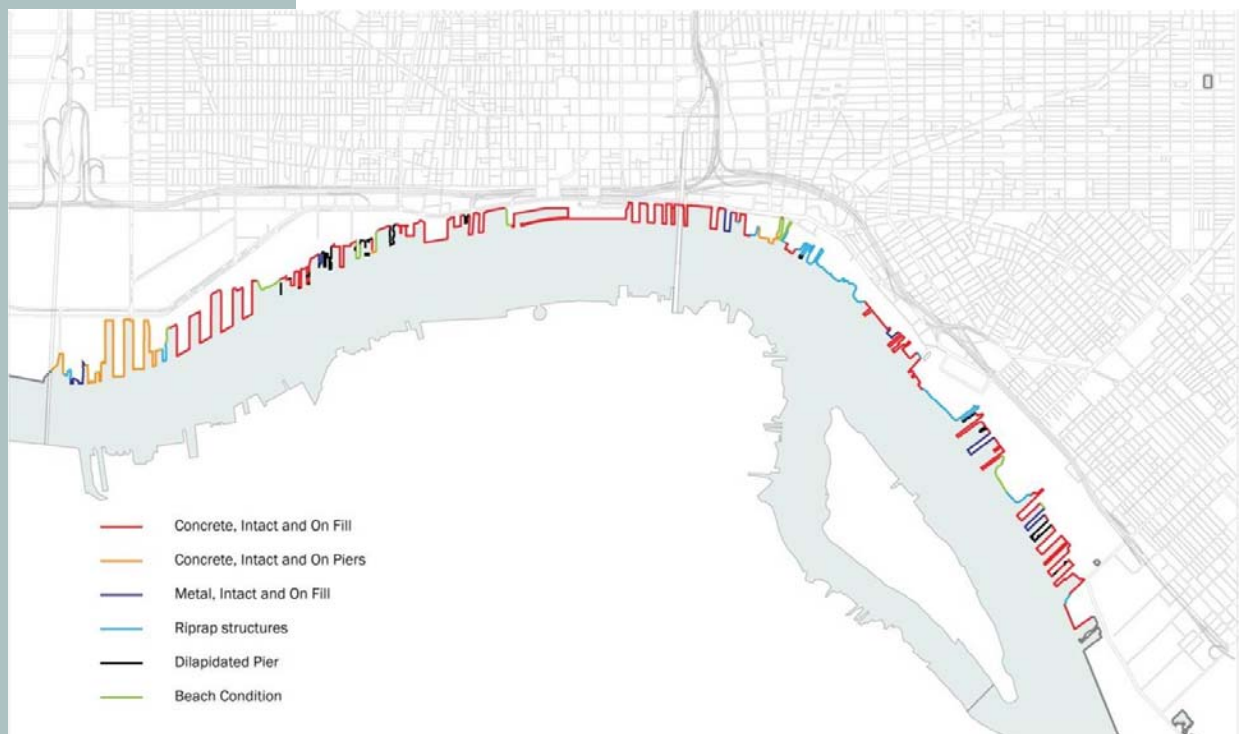 Concrete, Intact and On Fill
Concrete, Intact and On Piers
Metal, Intact and On Fill
Riprap structures
Dilapidated Pier
Beach Condition